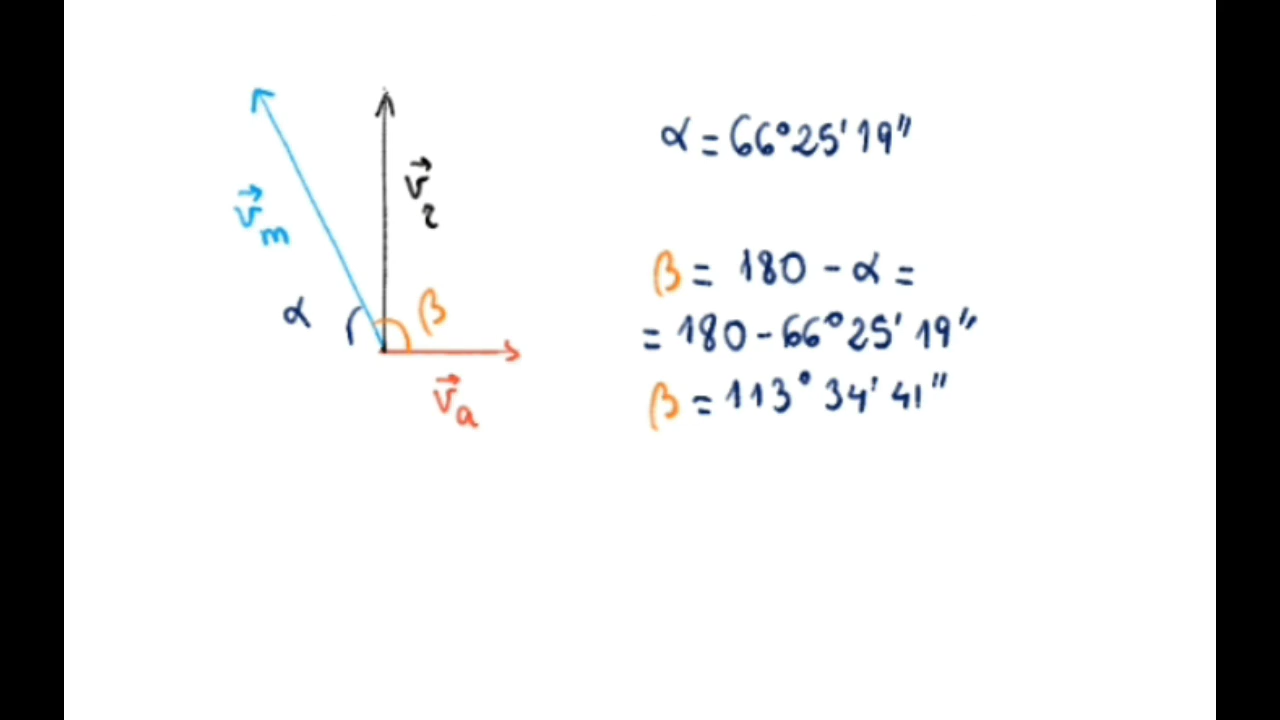 v⃗m
v⃗r
α
β
v⃗a
α = 66°25'19"
β = 180 - α =
= 180 - 66°25' 19"
β = 113° 34' 41"